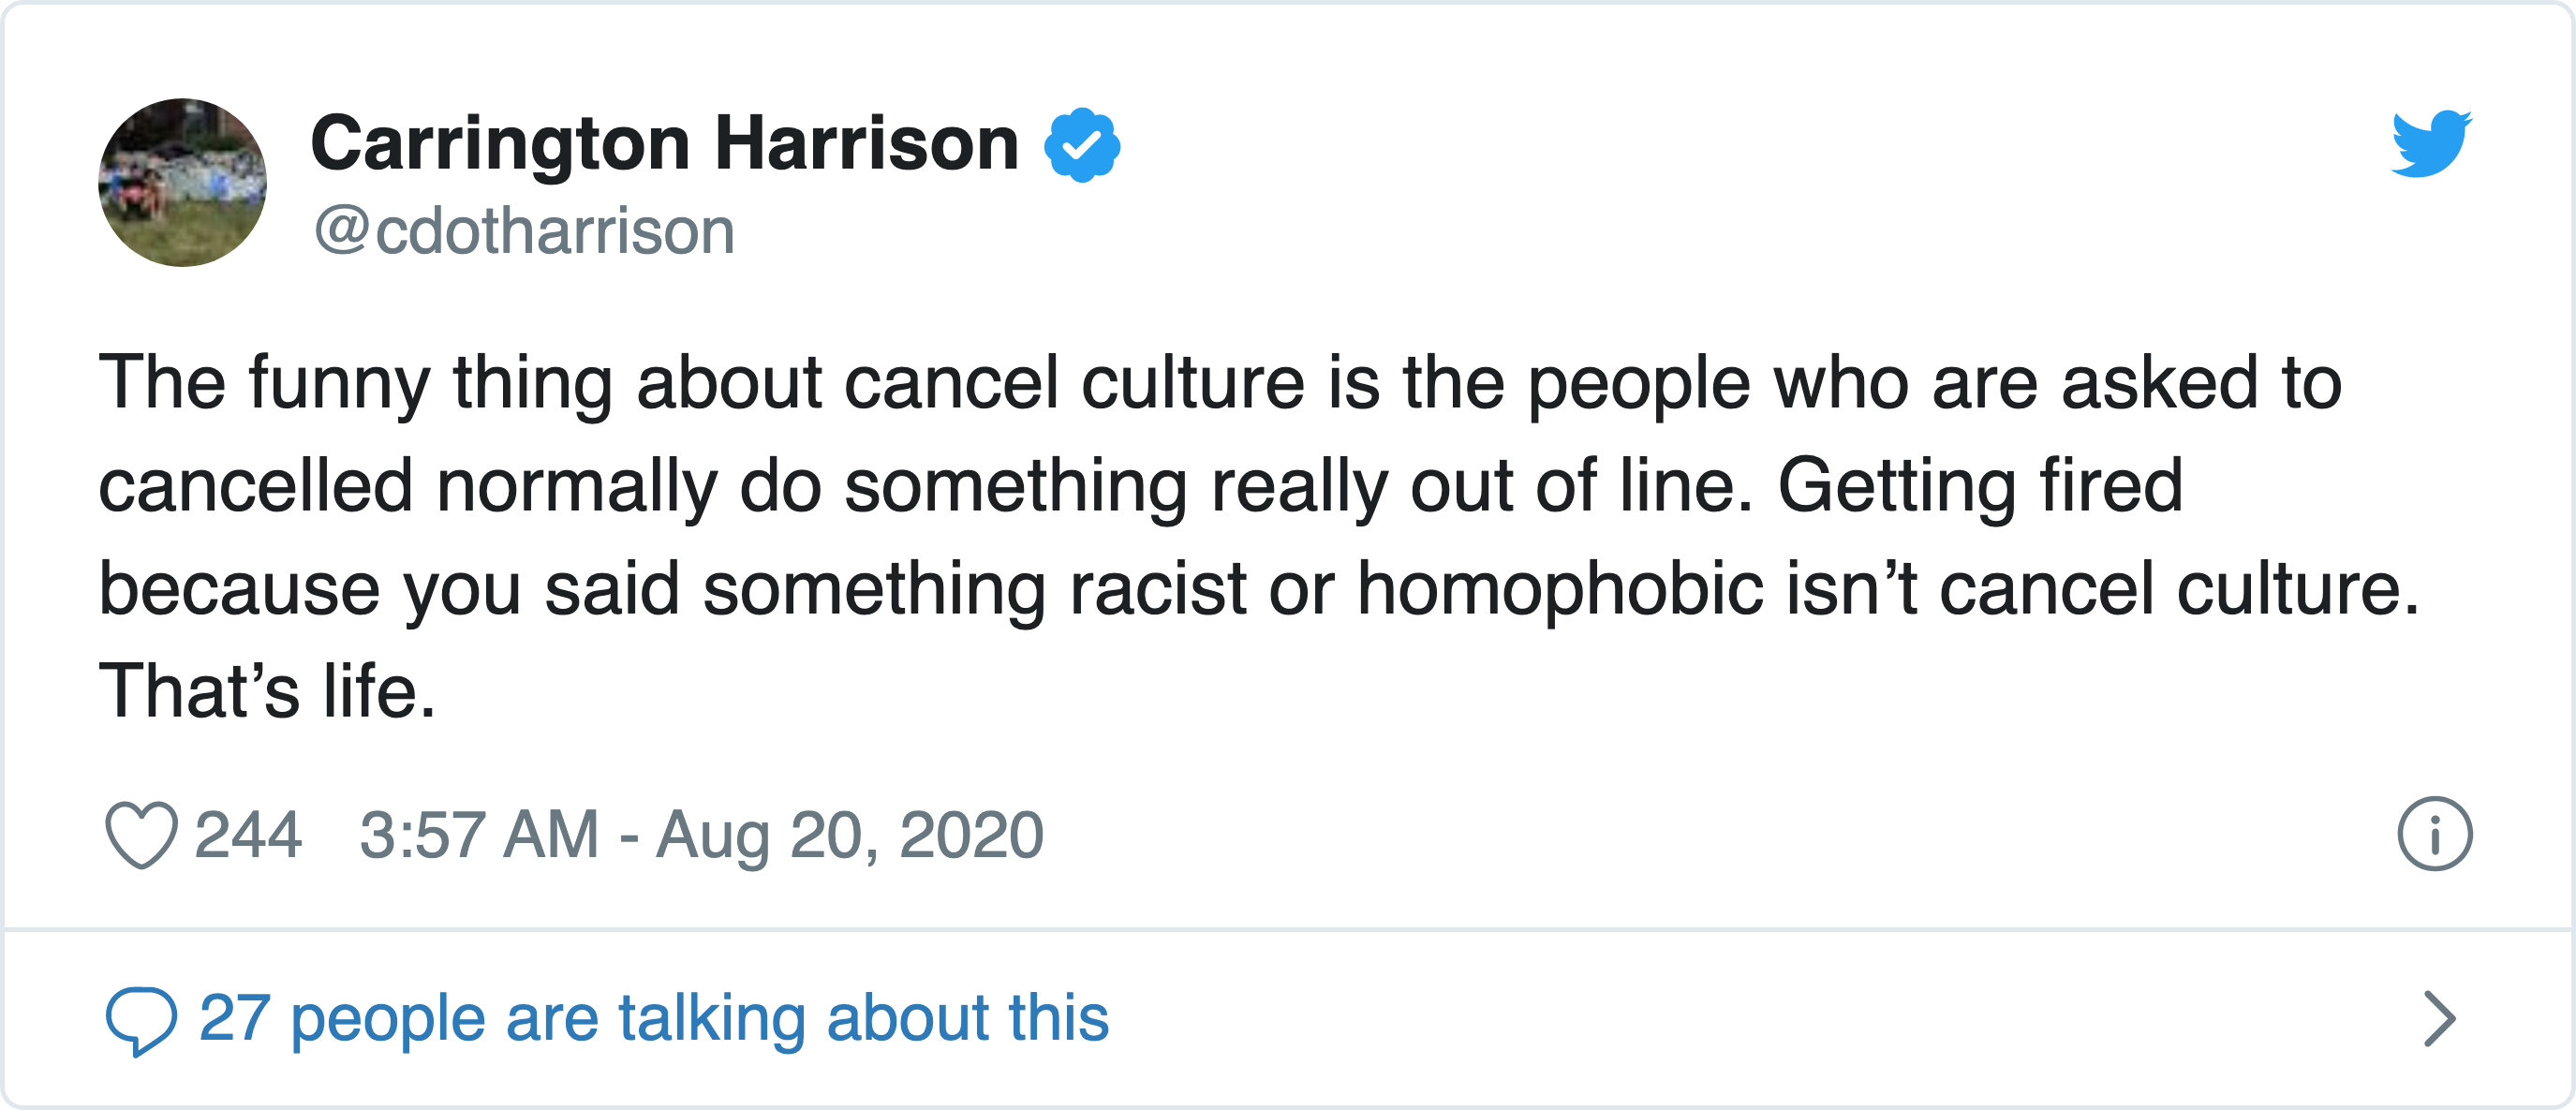 Carrington Harrison
@cdotharrison
The funny thing about cancel culture is the people who are asked to
cancelled normally do something really out of line. Getting fired
because you said something racist or homophobic isn’t cancel culture.
That’s life.
244 3:57 AM - Aug 20, 2020
27 people are talking about this